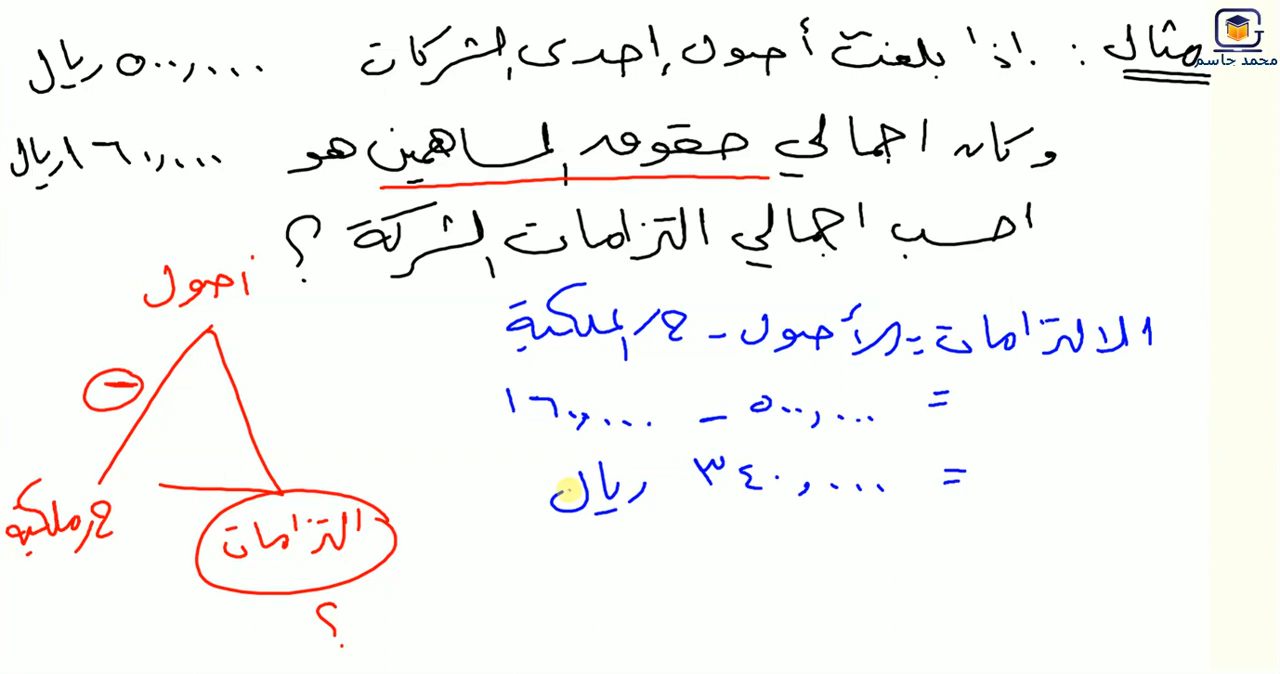 مثال : اذا بلغت أصول إحدى الشركات ٥٠٠,٠٠٠ ريال
وكان اجمالي حقوق المساهمين هو ١٦٠,٠٠٠ ريال
احسب اجمالي التزامات الشركة ؟
محمد جاسم
الالتزامات = الأصول - ح/الملكية
= ٥٠٠,٠٠٠ - ١٦٠,٠٠٠
= ٣٤٠,٠٠٠ ريال
أصول
-
ح/ملكية
التزامات
؟